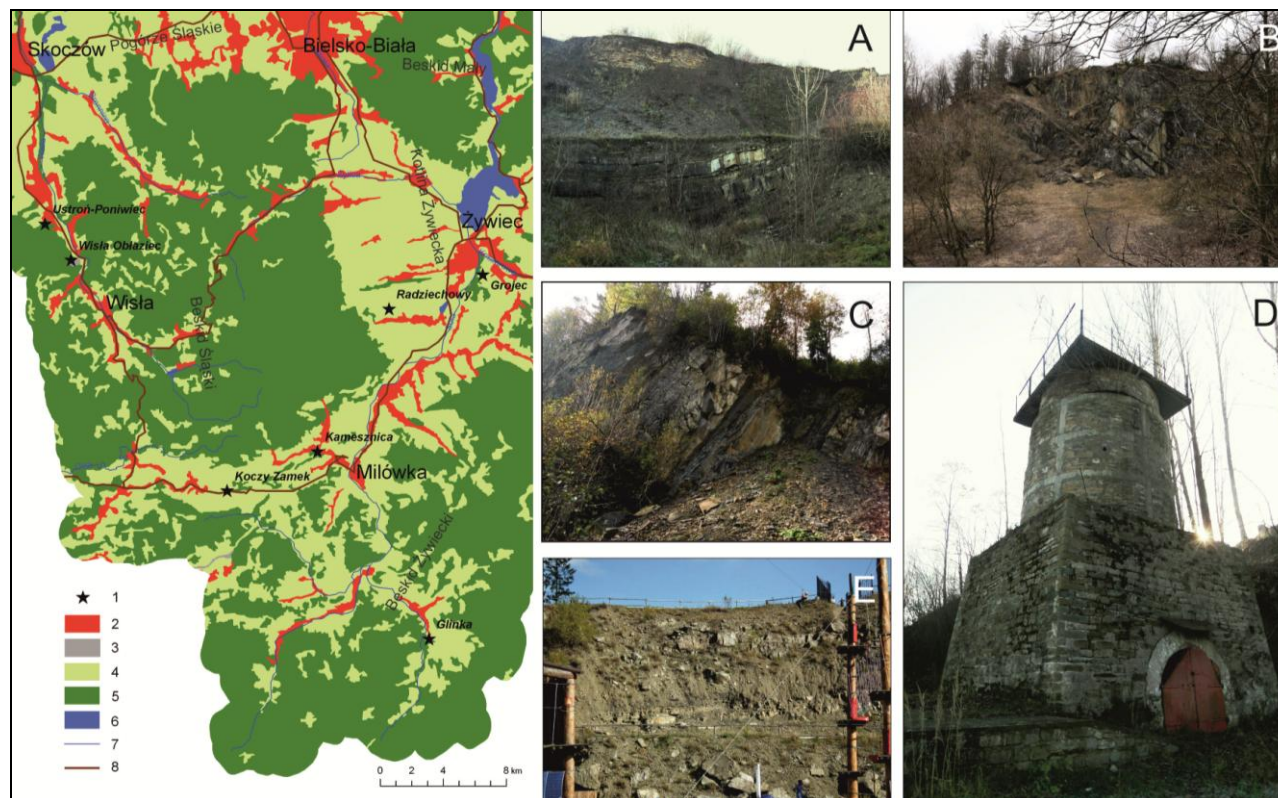 Skoczów
Pogórze Śląskie
Bielsko-Biała
Beskid Mały
Kotlina Żywiecka
Ustroń-Poniwiec
Żywiec
Wisła Obłaziec
Grojec
Radziechowy
Wisła
Beskid Śląski
Kamesznica
Milówka
Koczy Zamek
Beskid Żywiecki
Glinka
1
2
3
4
5
6
7
8
0 2 4 8 km
A
B
C
D
E